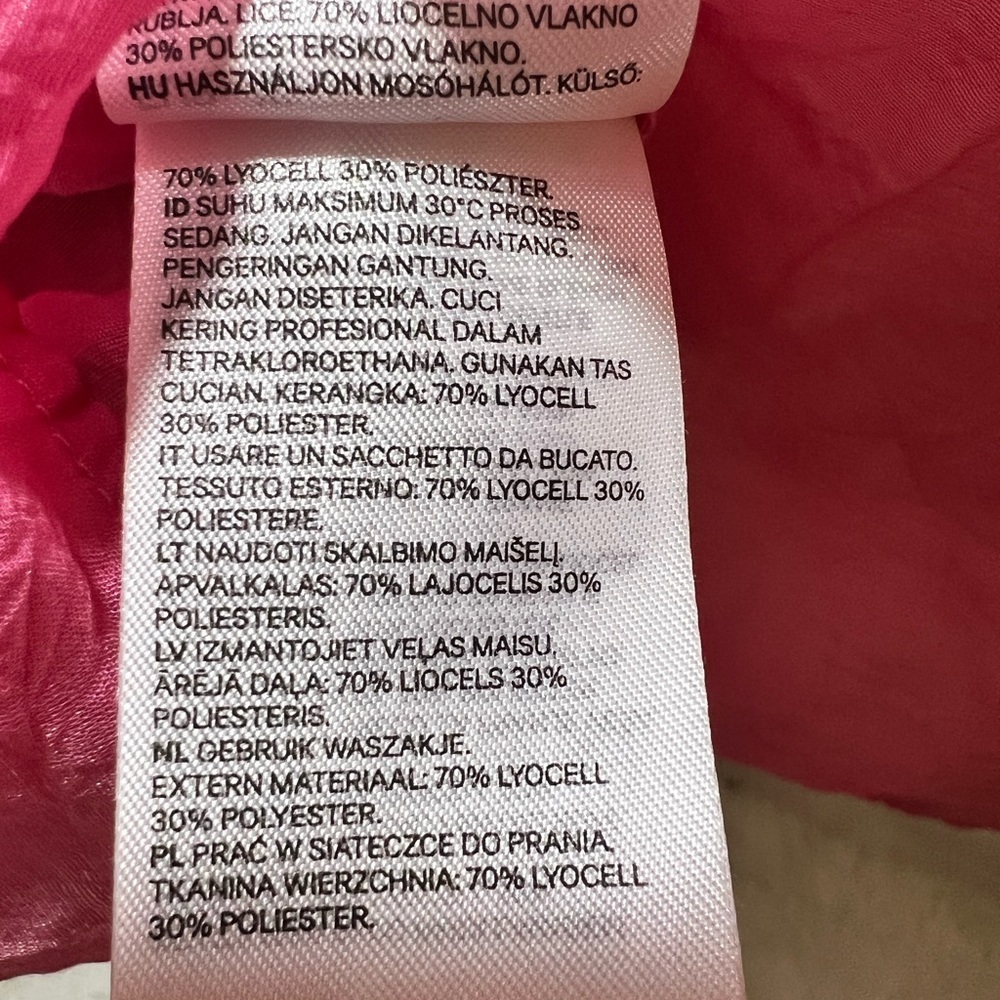 RUBLJA. LICE: 70% LIOCELNO VLAKNO
30% POLIESTERSKO VLAKNO.
HU HASZNÁLJON MOSÓHÁLÓT. KÜLSŐ:
70% LYOCELL 30% POLIÉSZTER.
ID SUHU MAKSIMUM 30°C PROSES
SEDANG. JANGAN DIKELANTANG.
PENGERINGAN GANTUNG.
JANGAN DISETERIKA. CUCI
KERING PROFESIONAL DALAM
TETRAKLOROETHANA. GUNAKAN TAS
CUCIAN. KERANGKA: 70% LYOCELL
30% POLIESTER.
IT USARE UN SACCHETTO DA BUCATO.
TESSUTO ESTERNO: 70% LYOCELL 30%
POLIESTERE.
LT NAUDOTI SKALBIMO MAIŠELĮ.
APVALKALAS: 70% LAJOCELIS 30%
POLIESTERIS.
LV IZMANTOJIET VEĻAS MAISU.
ĀRĒJĀ DAĻA: 70% LIOCELS 30%
POLIESTERIS.
NL GEBRUIK WASZAKJE.
EXTERN MATERIAAL: 70% LYOCELL
30% POLYESTER.
PL PRAĆ W SIATECZCE DO PRANIA.
TKANINA WIERZCHNIA: 70% LYOCELL
30% POLIESTER.